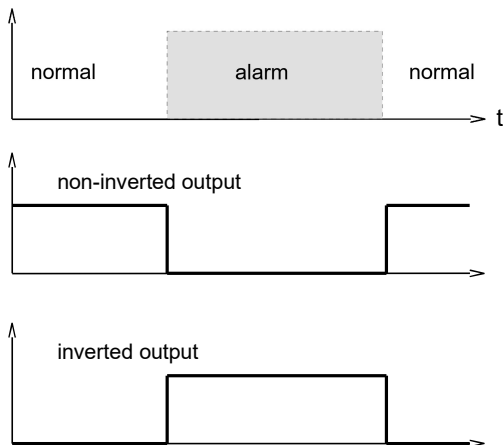 normal alarm normal
t
non-inverted output
inverted output